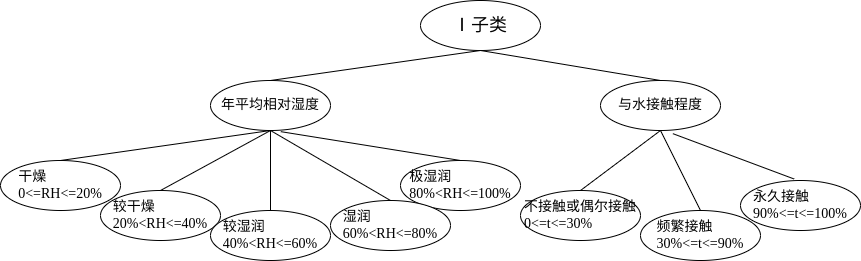 Ⅰ子类
年平均相对湿度
与水接触程度
干燥
0<=RH<=20%
较干燥
20%<RH<=40%
较湿润
40%<RH<=60%
湿润
60%<RH<=80%
极湿润
80%<RH<=100%
不接触或偶尔接触
0<=t<=30%
频繁接触
30%<=t<=90%
永久接触
90%<=t<=100%